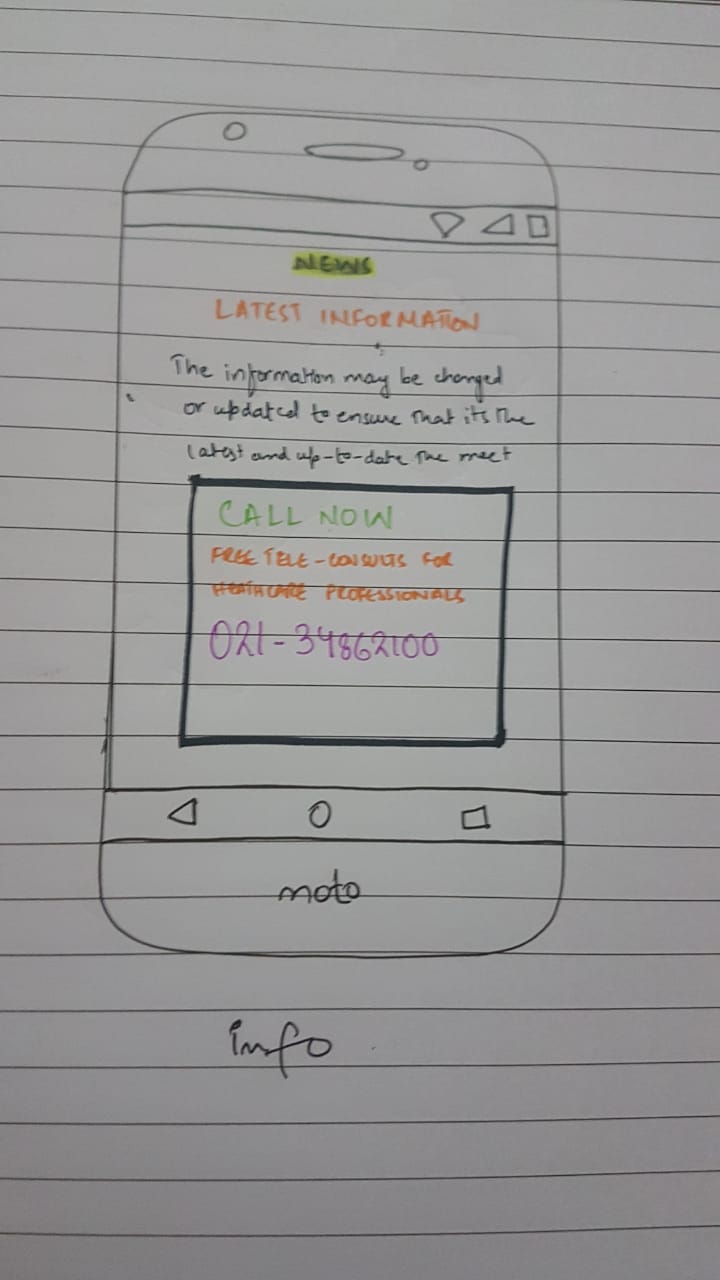 NEWS
LATEST INFORMATION
The information may be changed
or updated to ensure that its the
latest and up-to-date the meet
CALL NOW
FREE TELE-CONSULTS FOR
HEATHCARE PROFESSIONALS
021-34862100
moto
info